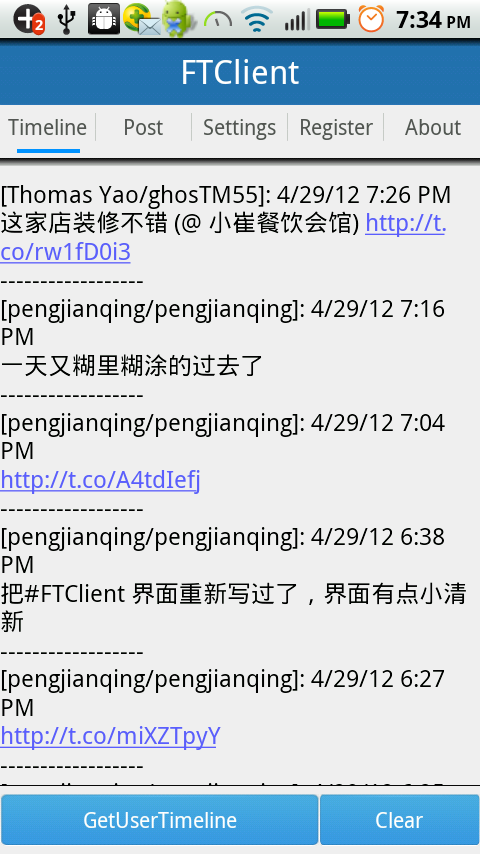 2
7:34 PM
FTClient
Timeline Post Settings Register About
[Thomas Yao/ghosTM55]: 4/29/12 7:26 PM
这家店装修不错 (@ 小崔餐饮会馆) http://t.
co/rw1fD0i3
------------------
[pengjianqing/pengjianqing]: 4/29/12 7:16
PM
一天又糊里糊涂的过去了
------------------
[pengjianqing/pengjianqing]: 4/29/12 7:04
PM
http://t.co/A4tdIefj
------------------
[pengjianqing/pengjianqing]: 4/29/12 6:38
PM
把#FTClient 界面重新写过了，界面有点小清
新
------------------
[pengjianqing/pengjianqing]: 4/29/12 6:27
PM
http://t.co/miXZTpyY
------------------
GetUserTimeline Clear